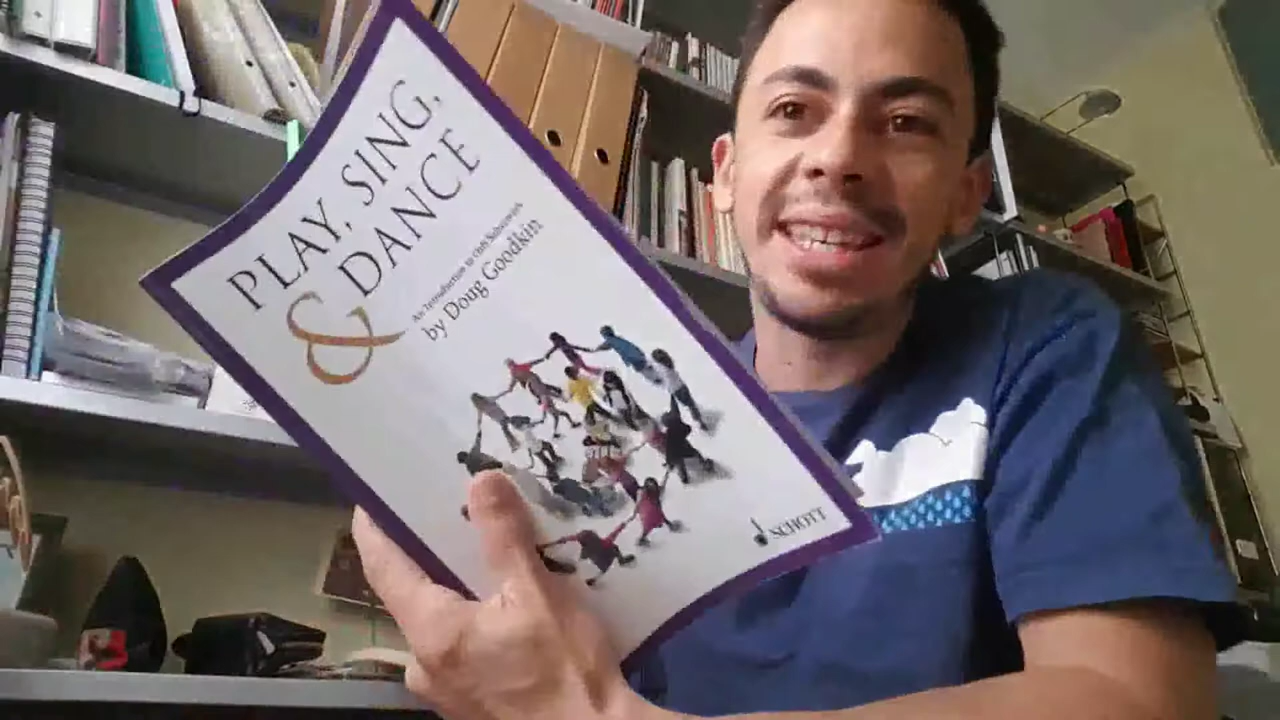 PLAY, SING,
& DANCE
An Introduction to Orff Schulwerk
by Doug Goodkin
SCHOTT